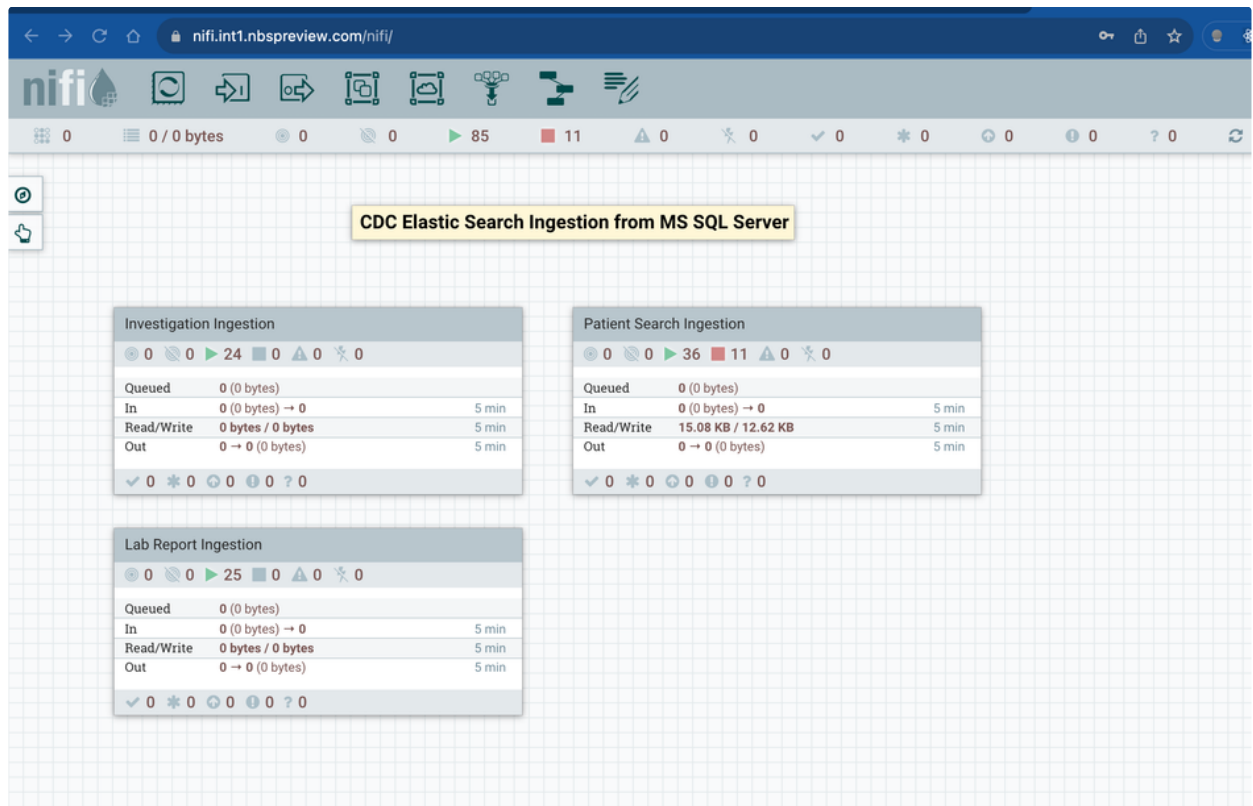 nifi.int1.nbspreview.com/nifi/
nifi
0 0 / 0 bytes 0 0 85 11 0 0 0 0 0 0 ? 0
CDC Elastic Search Ingestion from MS SQL Server
Investigation Ingestion
0 0 24 0 0 0
Queued 0 (0 bytes)
In 0 (0 bytes) → 0 5 min
Read/Write 0 bytes / 0 bytes 5 min
Out 0 → 0 (0 bytes) 5 min
0 0 0 0 ? 0
Patient Search Ingestion
0 0 36 11 0 0
Queued 0 (0 bytes)
In 0 (0 bytes) → 0 5 min
Read/Write 15.08 KB / 12.62 KB 5 min
Out 0 → 0 (0 bytes) 5 min
0 0 0 0 ? 0
Lab Report Ingestion
0 0 25 0 0 0
Queued 0 (0 bytes)
In 0 (0 bytes) → 0 5 min
Read/Write 0 bytes / 0 bytes 5 min
Out 0 → 0 (0 bytes) 5 min
0 0 0 0 ? 0